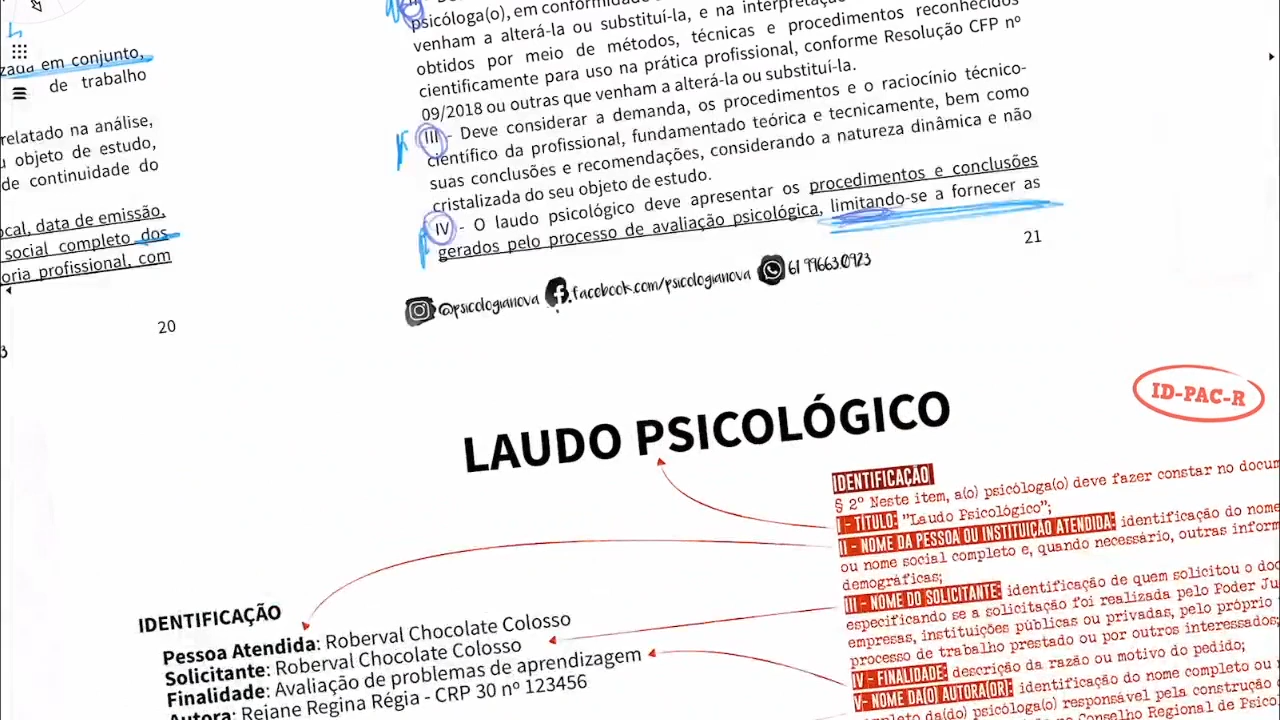 zada em conjunto,
de trabalho
relatado na análise,
objeto de estudo,
de continuidade do
data de emissão,
social completo dos
profissional, com
20
psicóloga(o), em conformidade
venham a alterá-la ou substituí-la, e na
obtidos por meio de métodos, técnicas e procedimentos reconhecidos
cientificamente para uso na prática profissional, conforme Resolução CFP nº
09/2018 ou outras que venham a alterá-la ou substituí-la.
III - Deve considerar a demanda, os procedimentos e o raciocínio técnico-
científico da profissional, fundamentado teórica e tecnicamente, bem como
suas conclusões e recomendações, considerando a natureza dinâmica e não
cristalizada do seu objeto de estudo.
IV - O laudo psicológico deve apresentar os procedimentos e conclusões
gerados pelo processo de avaliação psicológica, limitando-se a fornecer as
21
@psicologianova facebook.com/psicologianova 61 99663.0923
ID-PAC-R
LAUDO PSICOLÓGICO
IDENTIFICAÇÃO
§ 2º Neste item, a(o) psicóloga(o) deve fazer constar no
I - TÍTULO: "Laudo Psicológico";
II - NOME DA PESSOA OU INSTITUIÇÃO ATENDIDA: identificação do nome
ou nome social completo e, quando necessário, outras
demográficas;
III - NOME DO SOLICITANTE: identificação de quem solicitou o
especificando se a solicitação foi realizada pelo Poder
empresas, instituições públicas ou privadas, pelo próprio
processo de trabalho prestado ou por outros interessados;
IV - FINALIDADE: descrição da razão ou motivo do pedido;
V- NOME DA(O) AUTORA(OR): identificação do nome completo ou
da(do) psicóloga(o) responsável pela construção
Conselho Regional de
IDENTIFICAÇÃO
Pessoa Atendida: Roberval Chocolate Colosso
Solicitante: Roberval Chocolate Colosso
Finalidade: Avaliação de problemas de aprendizagem
Autora: Rejane Regina Régia - CRP 30 nº 123456